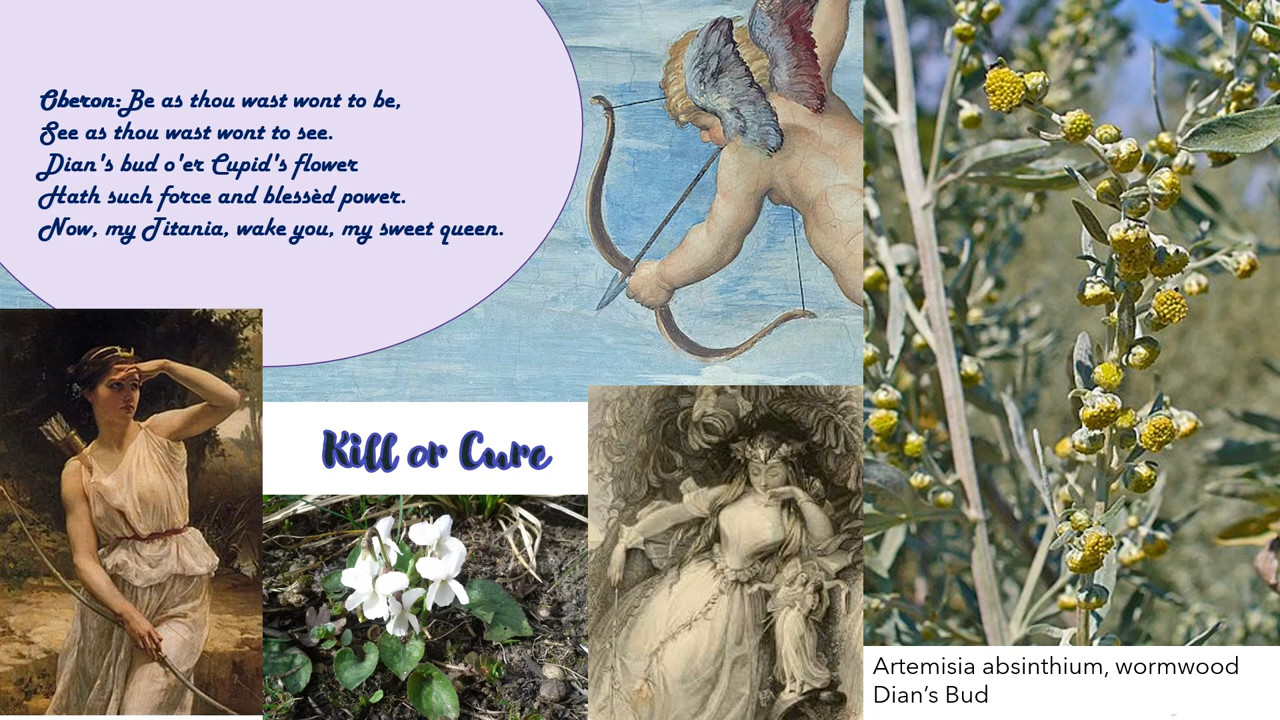 Oberon: Be as thou wast wont to be,
See as thou wast wont to see.
Dian's bud o'er Cupid's flower
Hath such force and blessèd power.
Now, my Titania, wake you, my sweet queen.
Kill or Cure
Artemisia absinthium, wormwood
Dian’s Bud